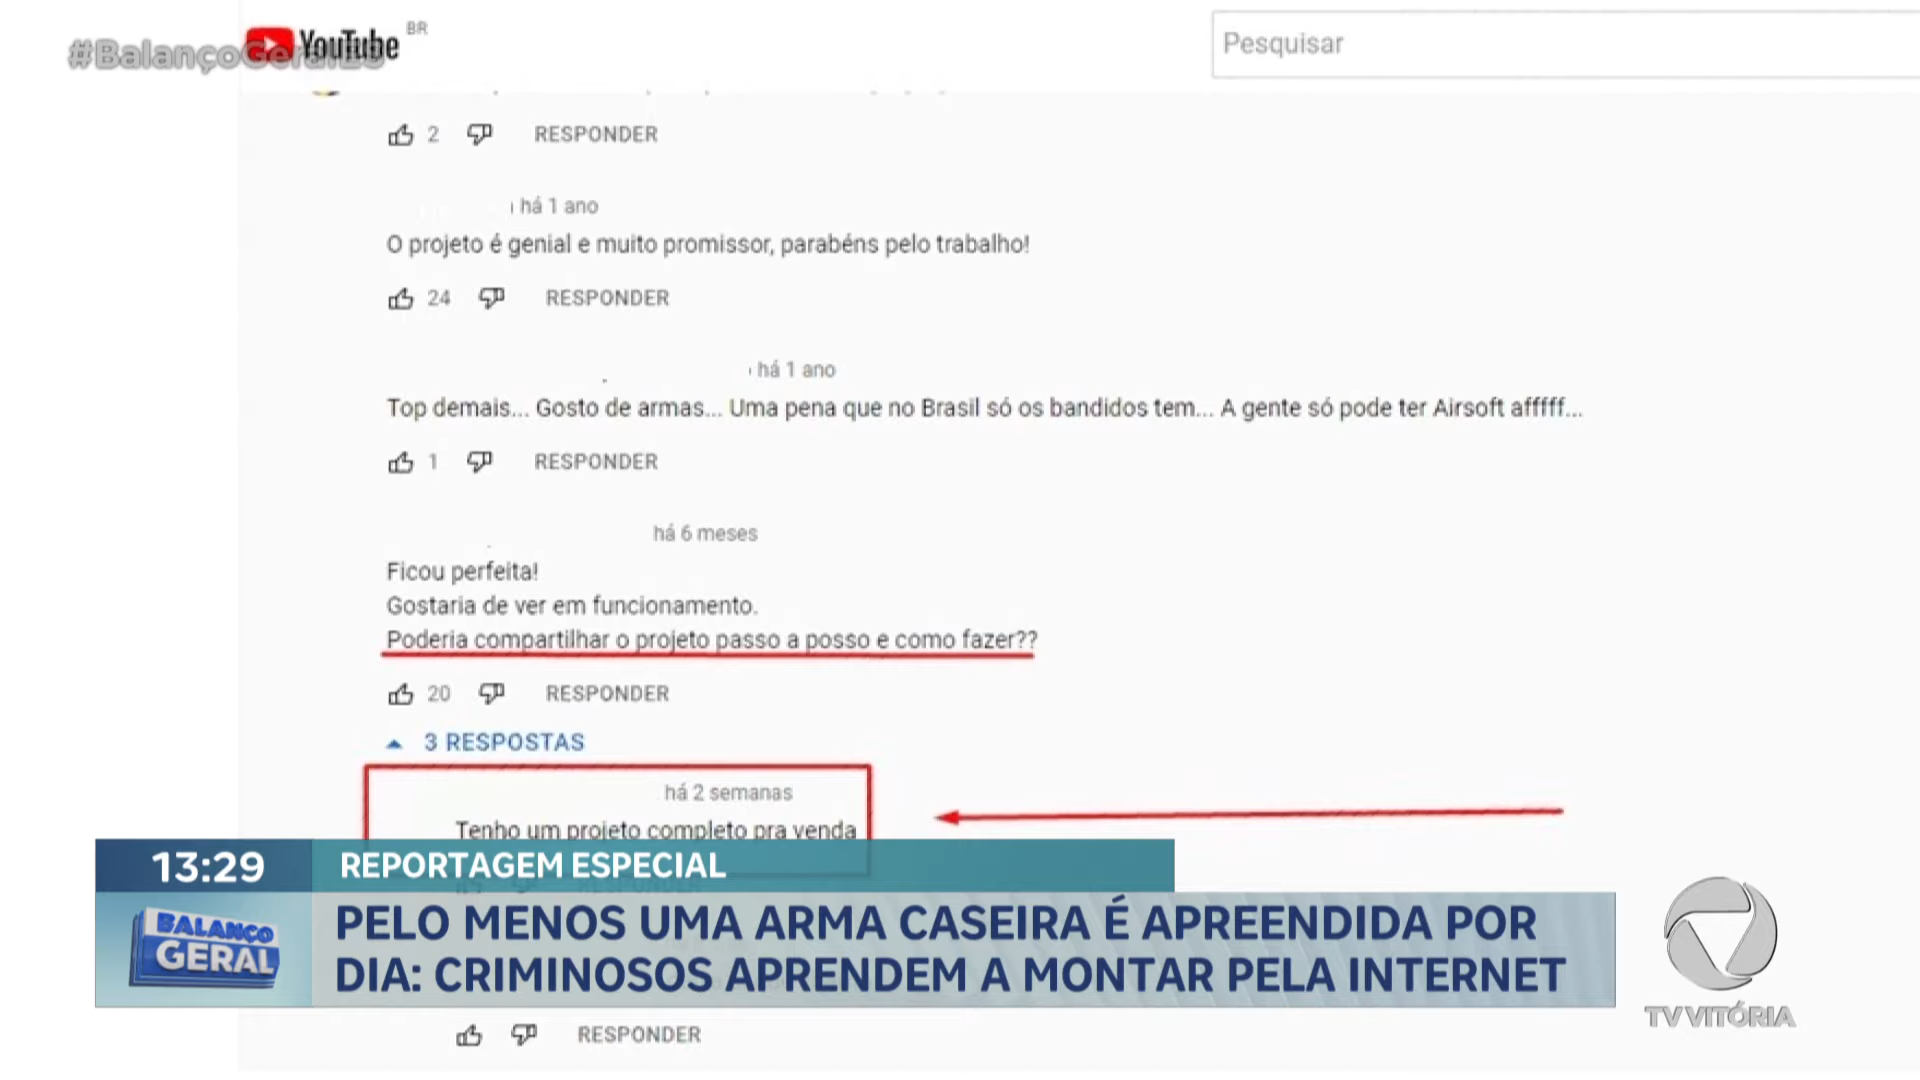 #BalançoGeralES
YouTube BR
Pesquisar
2 RESPONDER
há 1 ano
O projeto é genial e muito promissor, parabéns pelo trabalho!
24 RESPONDER
há 1 ano
Top demais... Gosto de armas... Uma pena que no Brasil só os bandidos tem... A gente só pode ter Airsoft afffff...
1 RESPONDER
há 6 meses
Ficou perfeita!
Gostaria de ver em funcionamento.
Poderia compartilhar o projeto passo a posso e como fazer??
20 RESPONDER
3 RESPOSTAS
há 2 semanas
Tenho um projeto completo pra venda
13:29 REPORTAGEM ESPECIAL
BALANÇO
GERAL
PELO MENOS UMA ARMA CASEIRA É APREENDIDA POR
DIA: CRIMINOSOS APRENDEM A MONTAR PELA INTERNET
TV VITÓRIA
RESPONDER